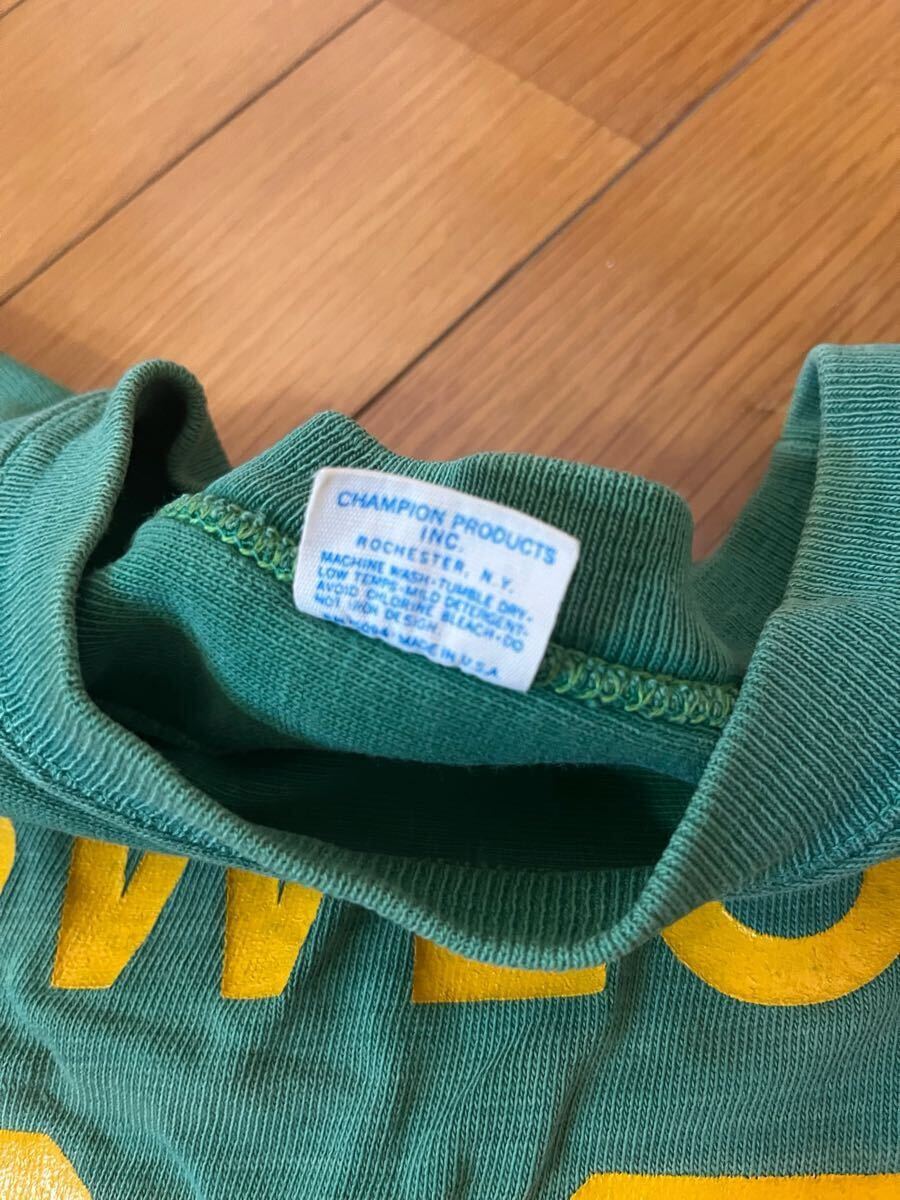 CHAMPION PRODUCTS
INC.
ROCHESTER, N.Y.
MACHINE WASH·TUMBLE DRY·
LOW TEMPS·MILD DETERGENT·
AVOID CHLORINE BLEACH·DO
NOT IRON DESIGN
MADE IN U.S.A.